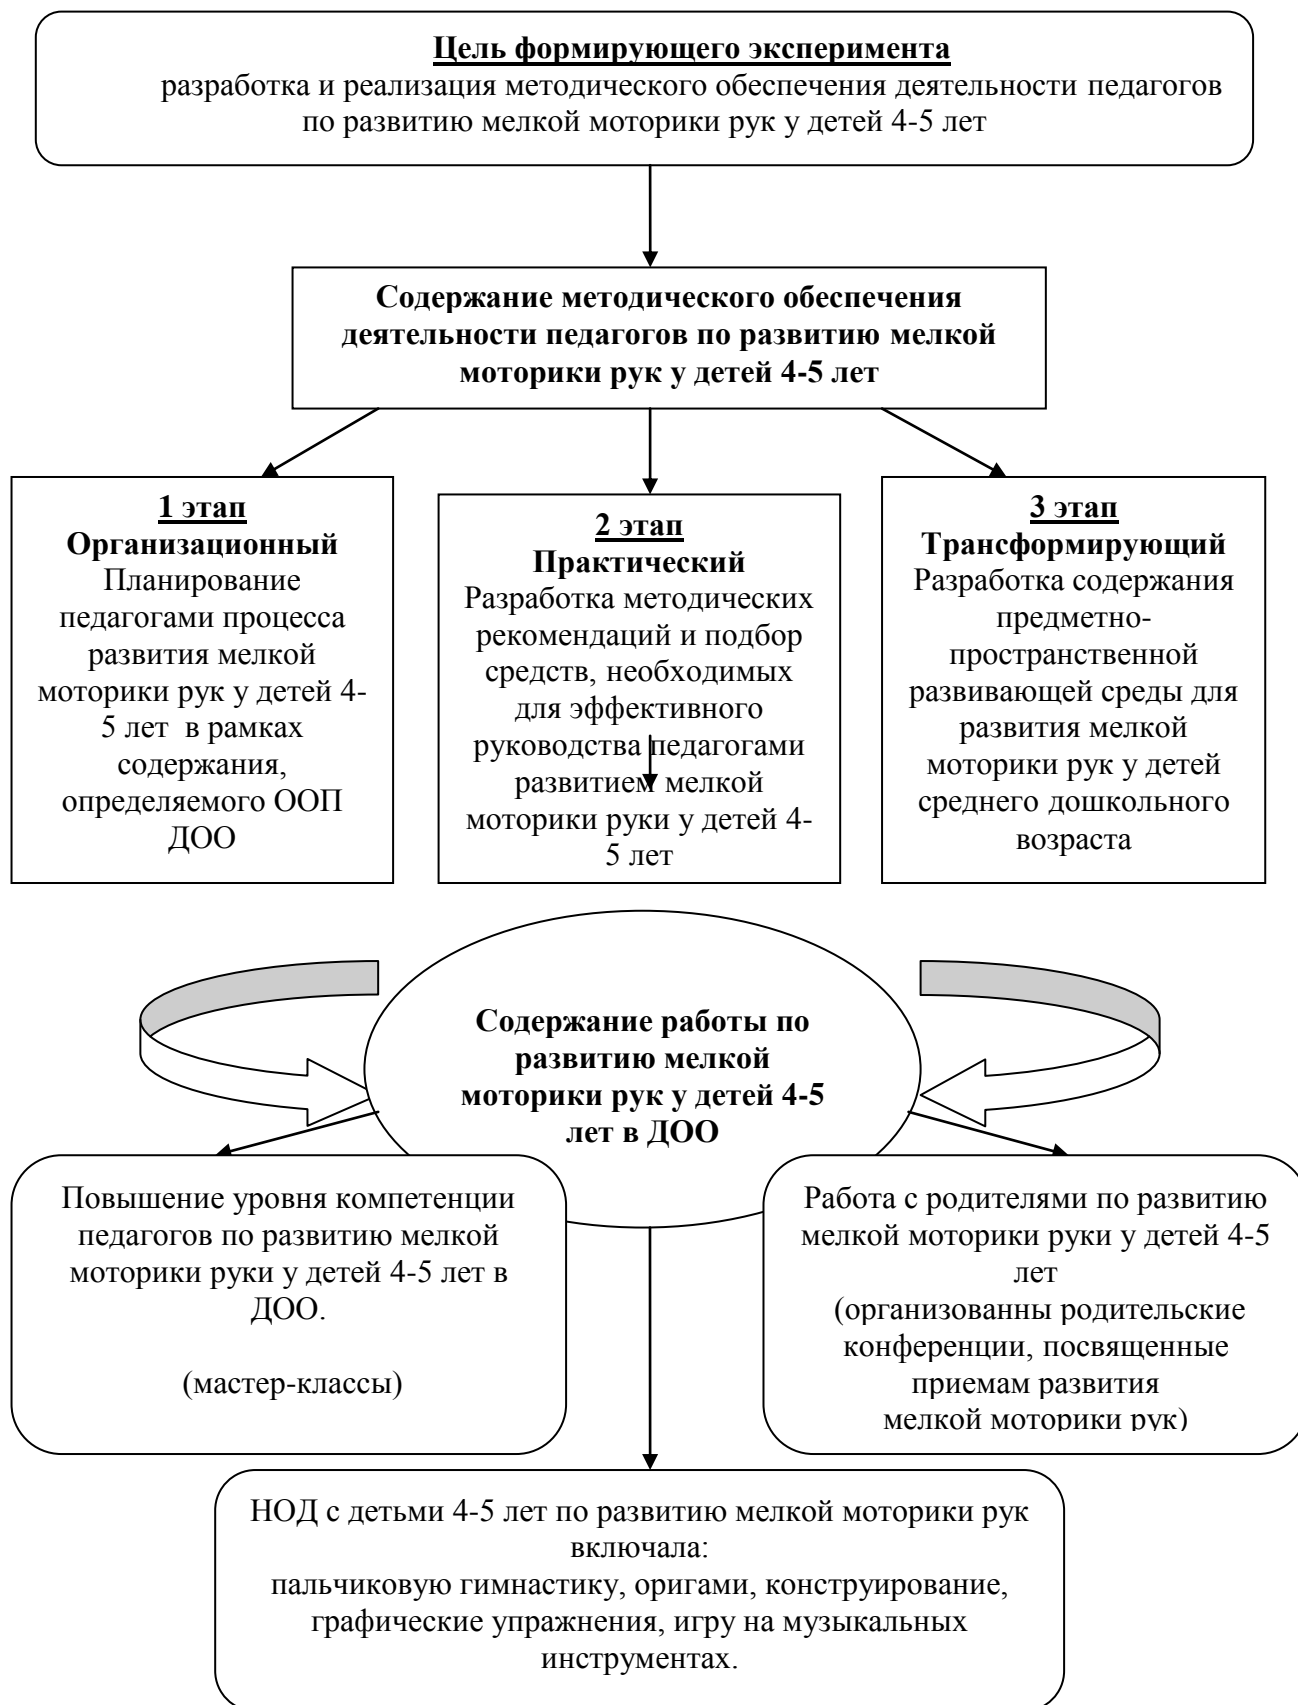 Цель формирующего эксперимента
разработка и реализация методического обеспечения деятельности педагогов
по развитию мелкой моторики рук у детей 4-5 лет
Содержание методического обеспечения
деятельности педагогов по развитию мелкой
моторики рук у детей 4-5 лет
1 этап
Организационный
Планирование
педагогами процесса
развития мелкой
моторики рук у детей 4-
5 лет в рамках
содержания,
определяемого ООП
ДОО
2 этап
Практический
Разработка методических
рекомендаций и подбор
средств, необходимых
для эффективного
руководства педагогами
развитием мелкой
моторики руки у детей 4-
5 лет
3 этап
Трансформирующий
Разработка содержания
предметно-
пространственной
развивающей среды для
развития мелкой
моторики рук у детей
среднего дошкольного
возраста
Содержание работы по
развитию мелкой
моторики рук у детей 4-5
лет в ДОО
Повышение уровня компетенции
педагогов по развитию мелкой
моторики руки у детей 4-5 лет в
ДОО.
(мастер-классы)
Работа с родителями по развитию
мелкой моторики руки у детей 4-5
лет
(организованны родительские
конференции, посвященные
приемам развития
мелкой моторики рук)
НОД с детьми 4-5 лет по развитию мелкой моторики рук
включала:
пальчиковую гимнастику, оригами, конструирование,
графические упражнения, игру на музыкальных
инструментах.